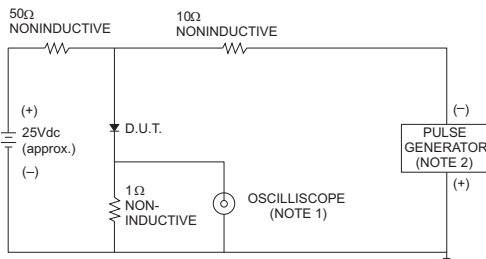 50Ω
NONINDUCTIVE
10Ω
NONINDUCTIVE
(+)
25Vdc
(approx.)
(–)
D.U.T.
1Ω
NON-
INDUCTIVE
OSCILLISCOPE
(NOTE 1)
(–)
PULSE
GENERATOR
(NOTE 2)
(+)